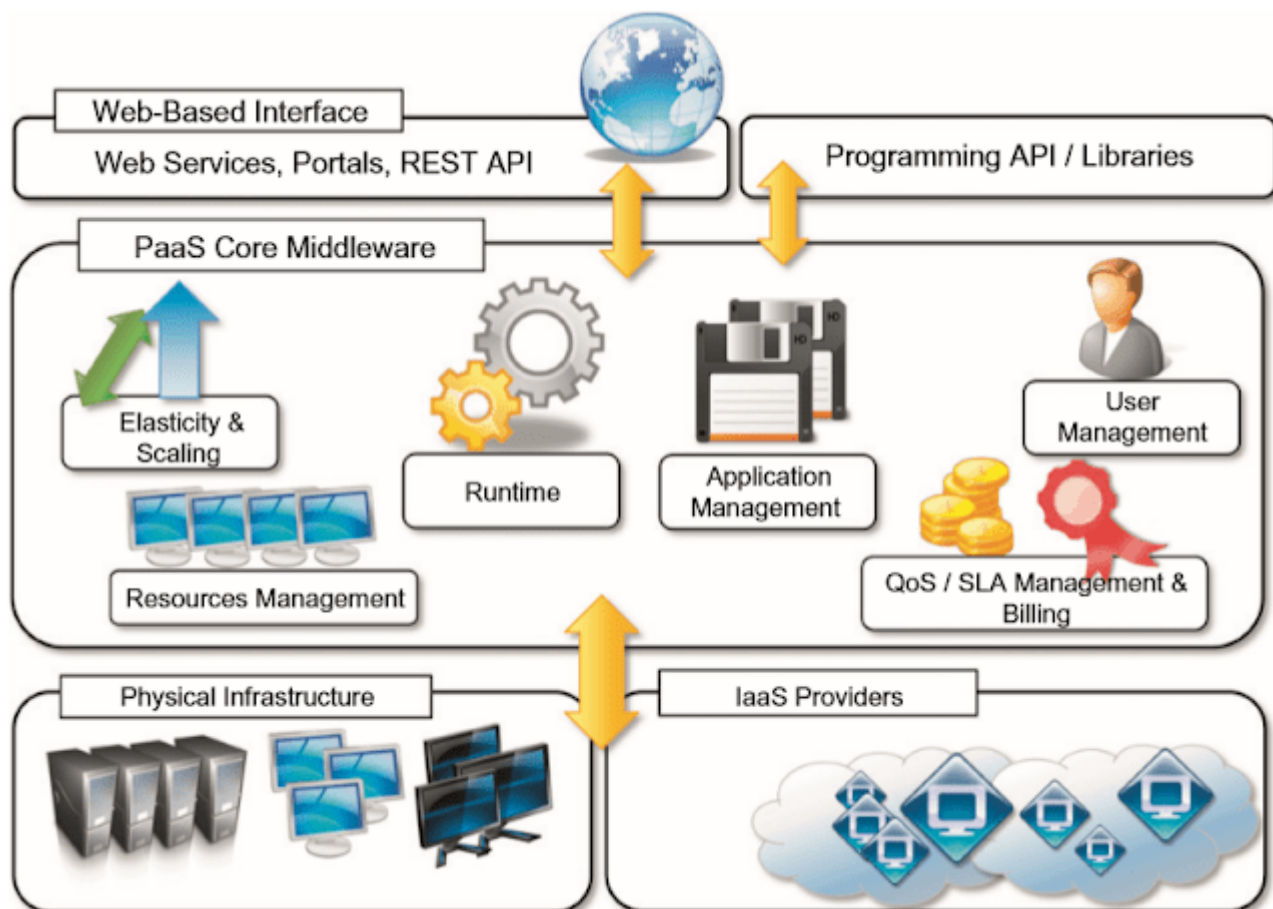 Web-Based Interface
Web Services, Portals, REST API
Programming API / Libraries
PaaS Core Middleware
Elasticity &
Scaling
Runtime
Application
Management
User
Management
Resources Management
QoS / SLA Management &
Billing
Physical Infrastructure
IaaS Providers